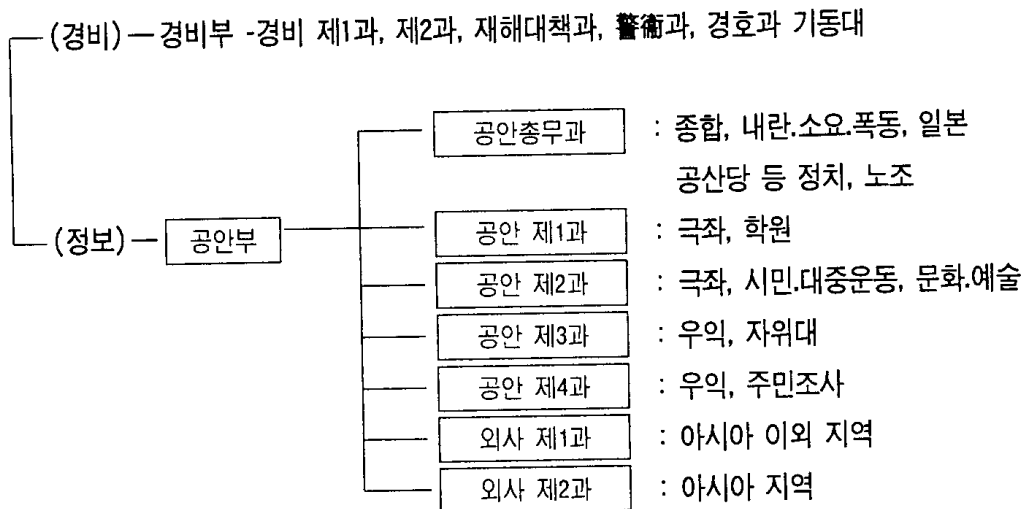 (경비) — 경비부 -경비 제1과, 제2과, 재해대책과, 警衞과, 경호과 기동대
공안총무과 : 종합, 내란.소요.폭동, 일본
공산당 등 정치, 노조
(정보) — 공안부
공안 제1과 : 극좌, 학원
공안 제2과 : 극좌, 시민.대중운동, 문화.예술
공안 제3과 : 우익, 자위대
공안 제4과 : 우익, 주민조사
외사 제1과 : 아시아 이외 지역
외사 제2과 : 아시아 지역